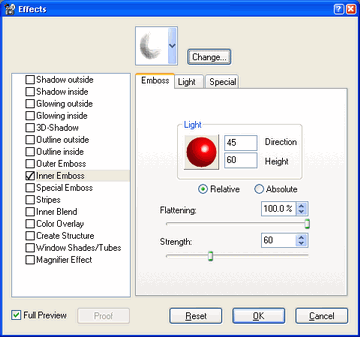 Effects
Change...
Shadow outside
Shadow inside
Glowing outside
Glowing inside
3D-Shadow
Outline outside
Outline inside
Outer Emboss
Inner Emboss
Special Emboss
Stripes
Inner Blend
Color Overlay
Create Structure
Window Shades/Tubes
Magnifier Effect
Emboss Light Special
Light
45 Direction
60 Height
Relative Absolute
Flattening: 100.0 %
Strength: 60
Full Preview Proof Reset OK Cancel